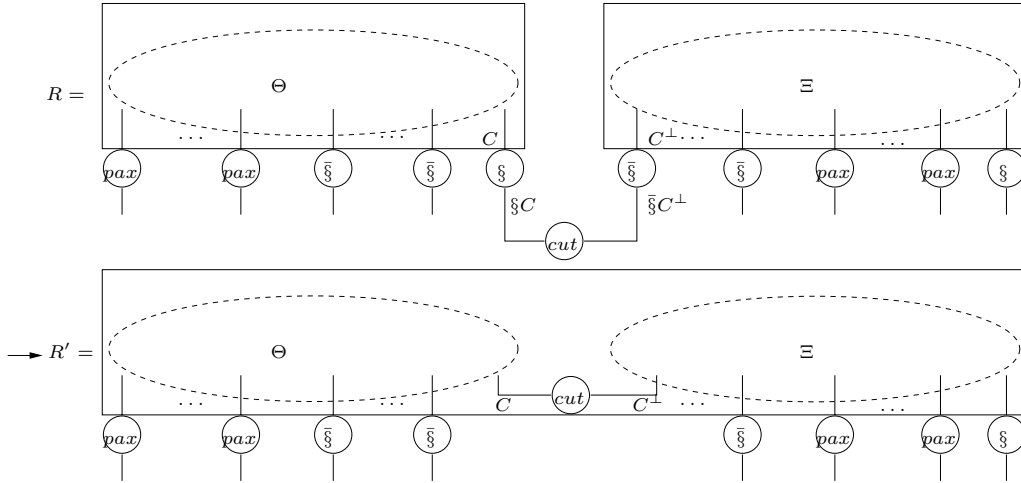 R = Θ Ξ
... ... C C⊥ ... ...
pax pax §̄ §̄ § §̄ §̄ pax pax §
§C §̄C⊥
cut
R′ = Θ Ξ
... ... C cut C⊥ ... ...
pax pax §̄ §̄ §̄ pax pax §